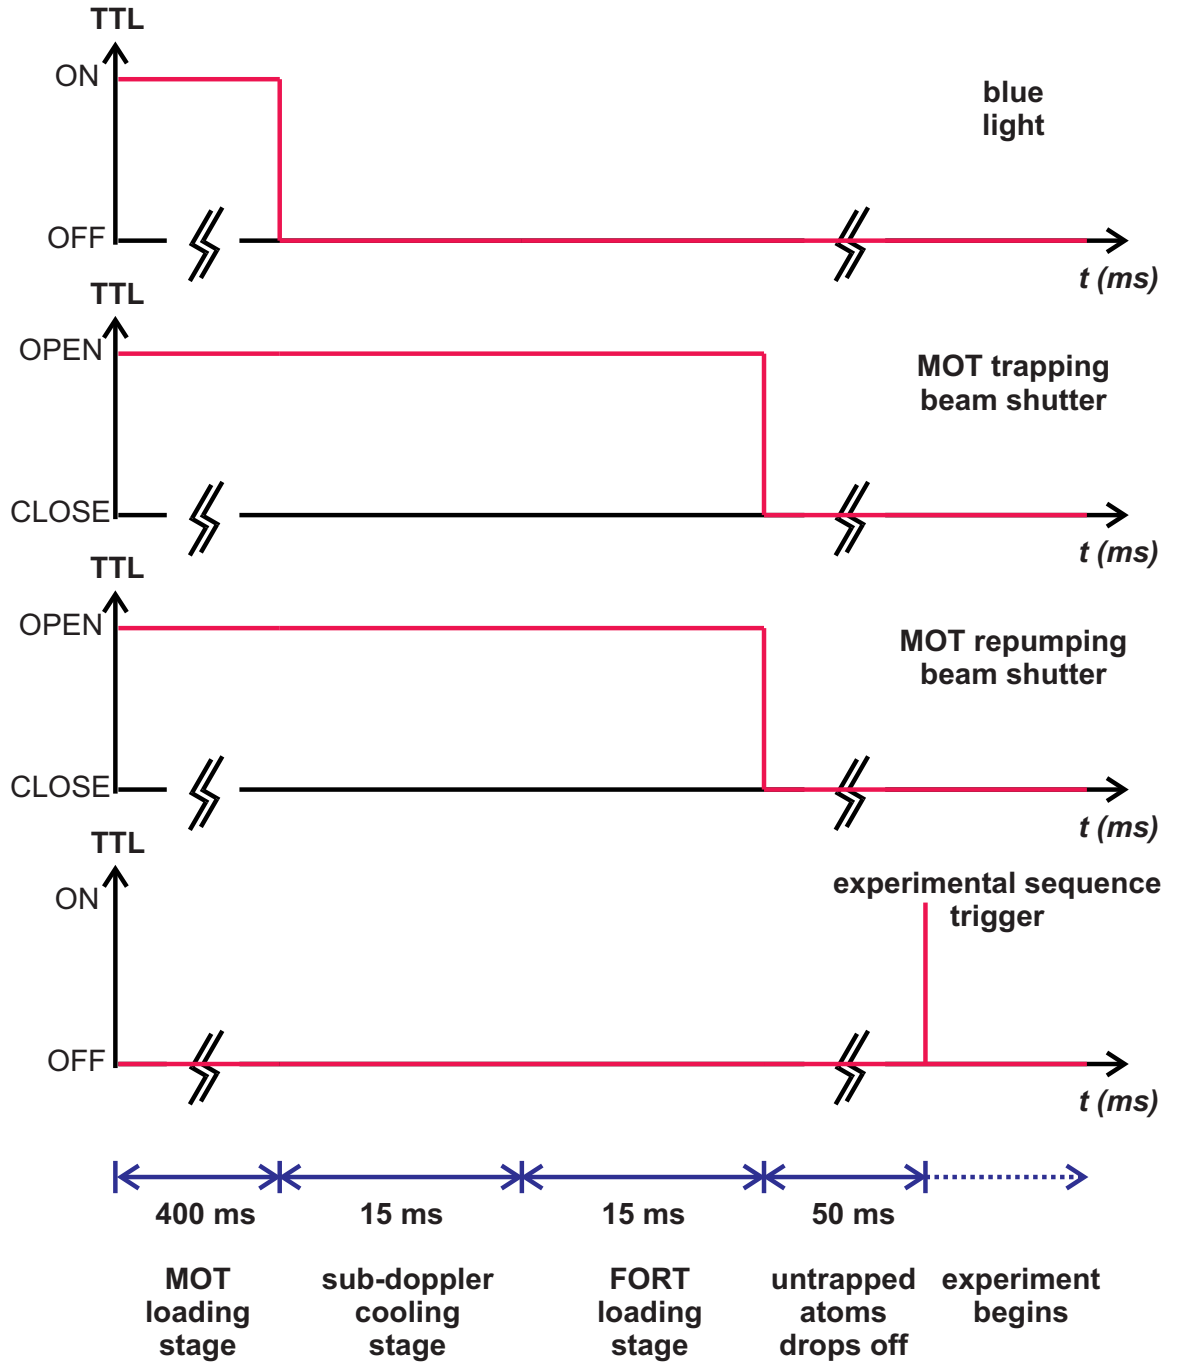 TTL
ON
blue
light
OFF
t (ms)
TTL
OPEN
MOT trapping
beam shutter
CLOSE
t (ms)
TTL
OPEN
MOT repumping
beam shutter
CLOSE
t (ms)
TTL
ON
experimental sequence
trigger
OFF
t (ms)
400 ms
15 ms
15 ms
50 ms
MOT
loading
stage
sub-doppler
cooling
stage
FORT
loading
stage
untrapped
atoms
drops off
experiment
begins